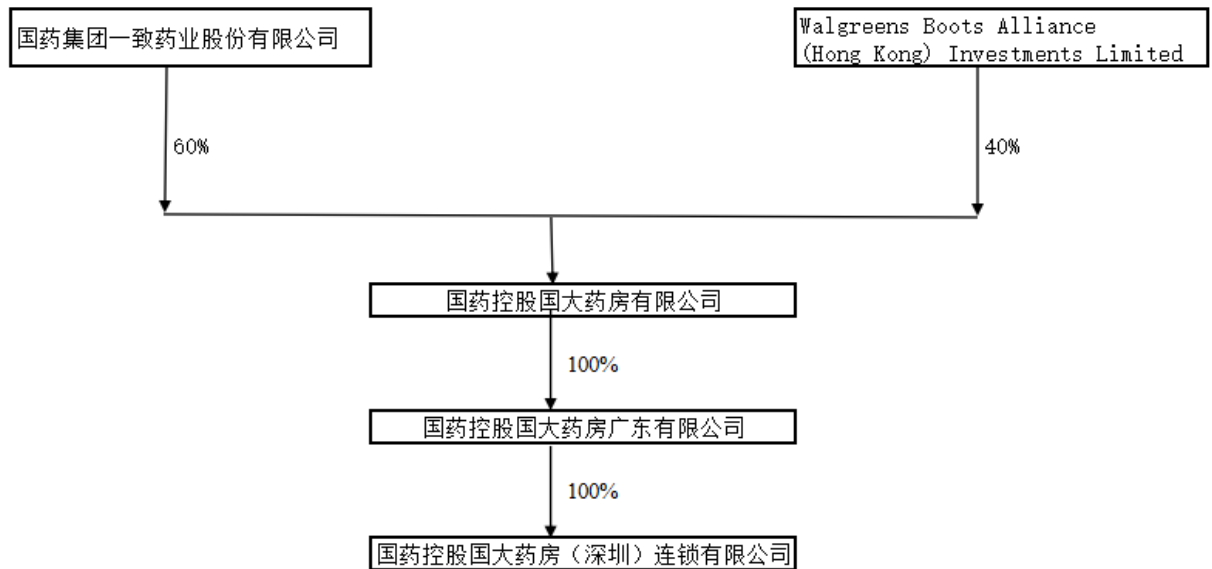 国药集团一致药业股份有限公司
Walgreens Boots Alliance
(Hong Kong) Investments Limited
60%
40%
国药控股国大药房有限公司
100%
国药控股国大药房广东有限公司
100%
国药控股国大药房（深圳）连锁有限公司